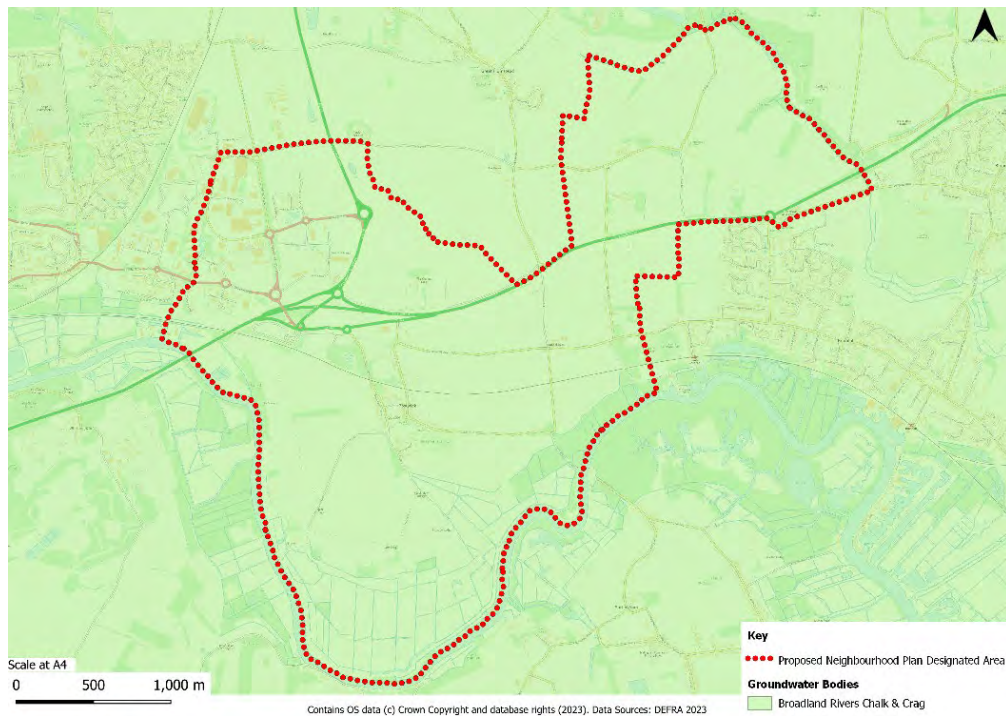 Scale at A4
0 500 1,000 m
Key
Proposed Neighbourhood Plan Designated Area
Groundwater Bodies
Broadland Rivers Chalk & Crag
Contains OS data (c) Crown Copyright and database rights (2023). Data Sources: DEFRA 2023